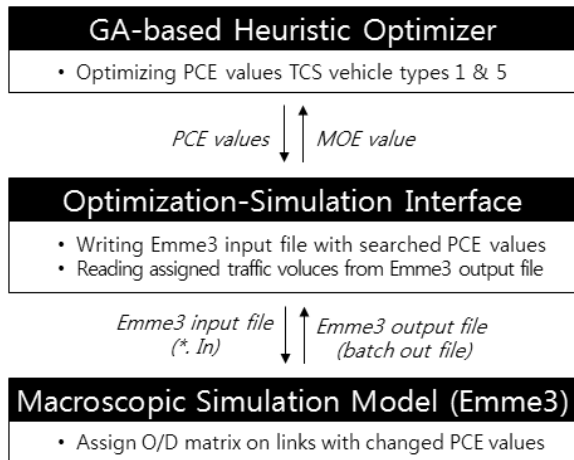 GA-based Heuristic Optimizer
• Optimizing PCE values TCS vehicle types 1 & 5
PCE values
MOE value
Optimization-Simulation Interface
• Writing Emme3 input file with searched PCE values
• Reading assigned traffic voluces from Emme3 output file
Emme3 input file
(*. In)
Emme3 output file
(batch out file)
Macroscopic Simulation Model (Emme3)
• Assign O/D matrix on links with changed PCE values